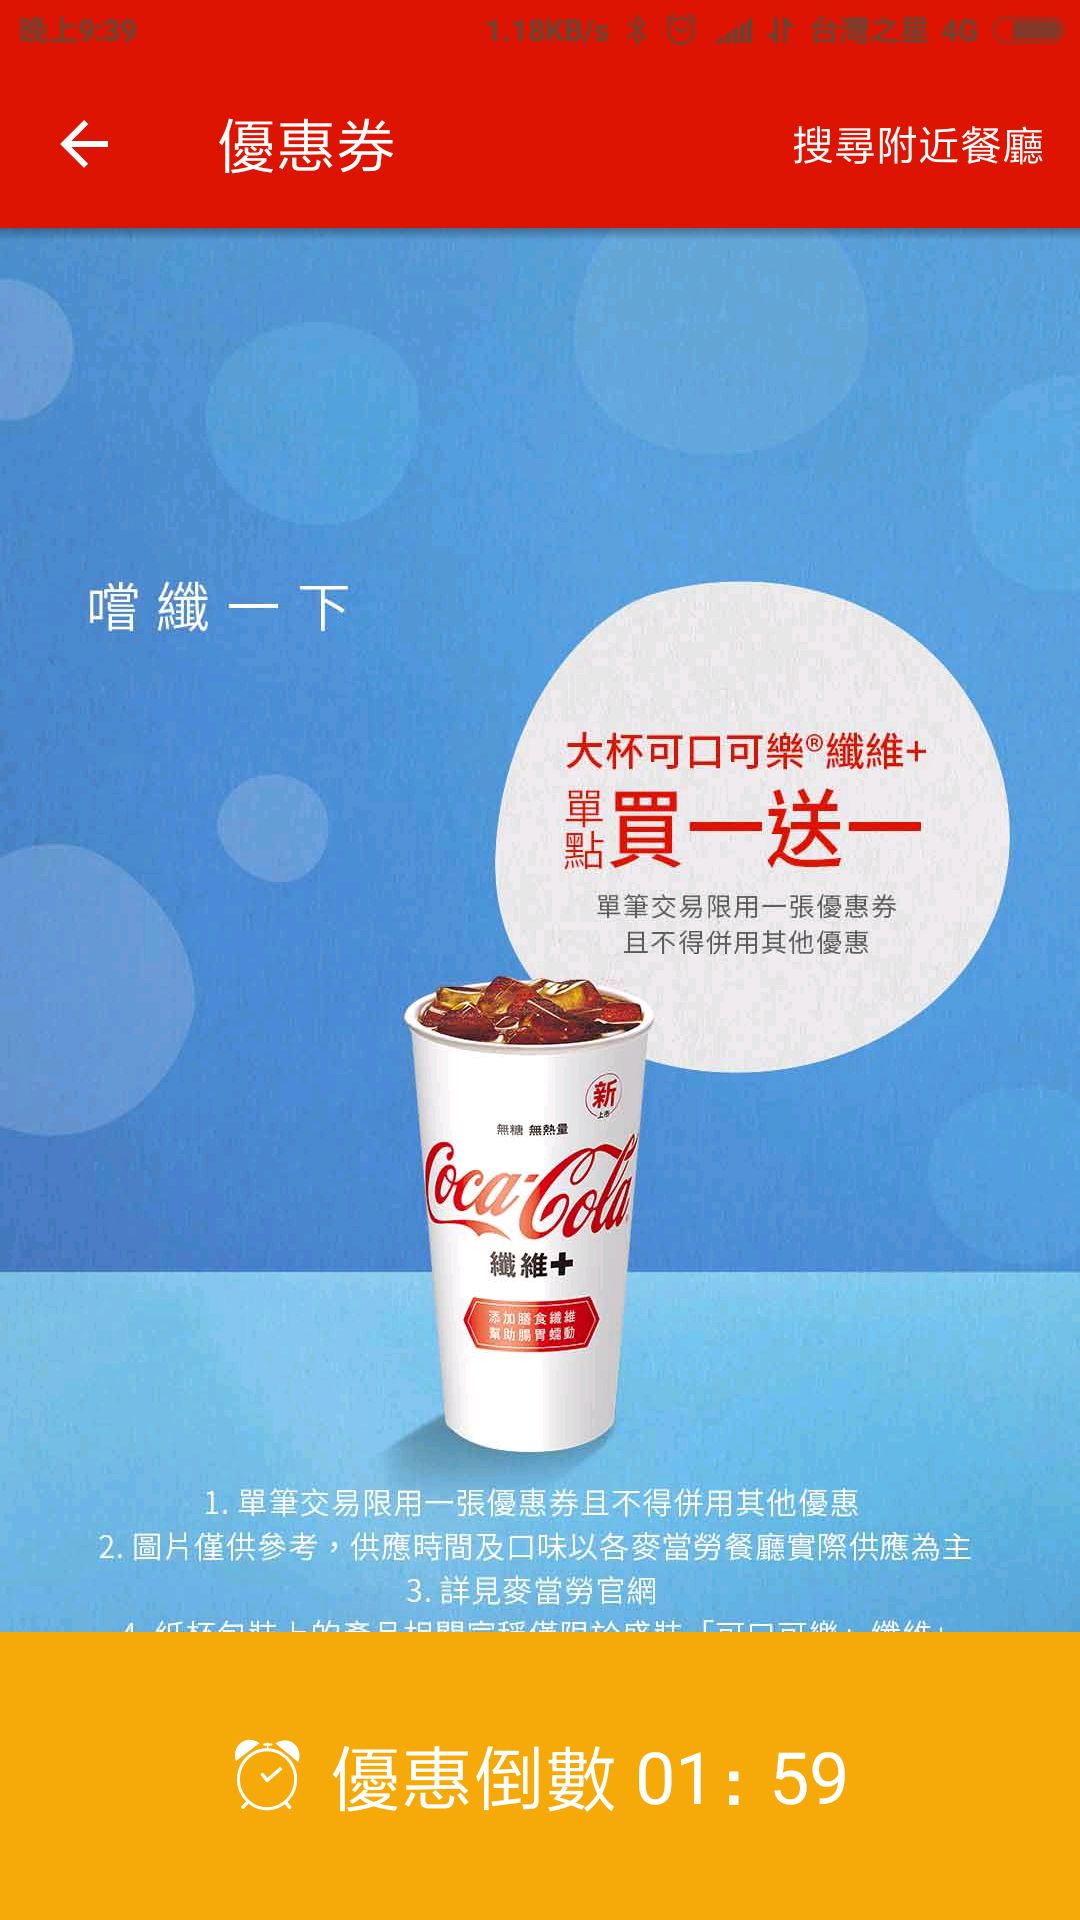 晚上9:39 1.18KB/s 台灣之星 4G
優惠券 搜尋附近餐廳
嚐纖一下
大杯可口可樂®纖維+
單點 買一送一
單筆交易限用一張優惠券
且不得併用其他優惠
新
上市
無糖 無熱量
Coca-Cola
纖維+
添加膳食纖維
幫助腸胃蠕動
1. 單筆交易限用一張優惠券且不得併用其他優惠
2. 圖片僅供參考，供應時間及口味以各麥當勞餐廳實際供應為主
3. 詳見麥當勞官網
優惠倒數 01: 59